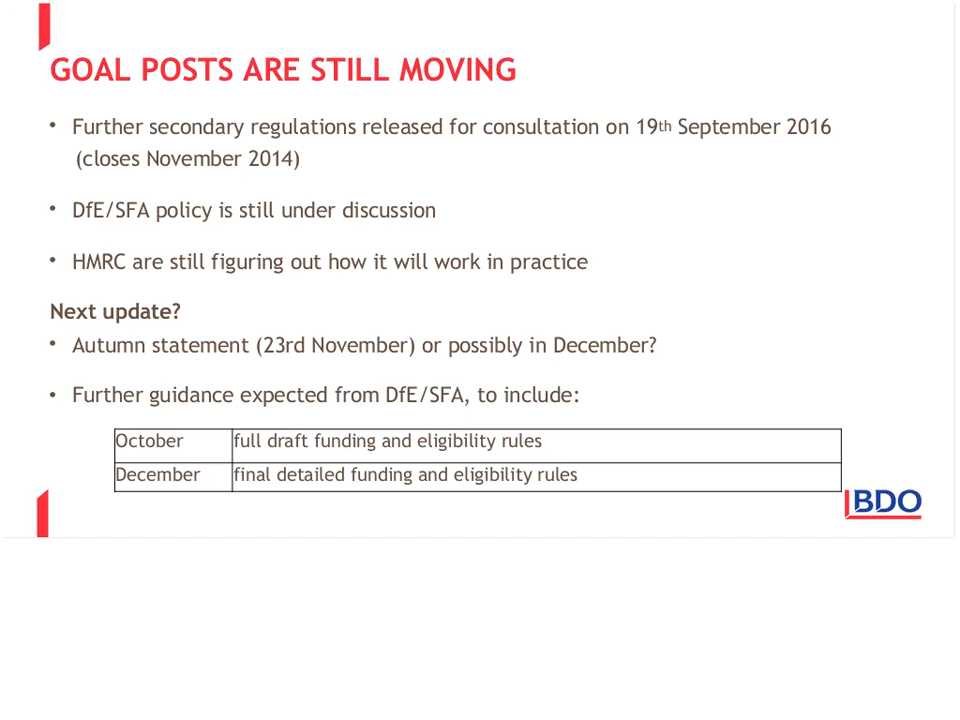 GOAL POSTS ARE STILL MOVING
• Further secondary regulations released for consultation on 19th September 2016
(closes November 2014)
• DfE/SFA policy is still under discussion
• HMRC are still figuring out how it will work in practice
Next update?
• Autumn statement (23rd November) or possibly in December?
• Further guidance expected from DfE/SFA, to include:
October full draft funding and eligibility rules
December final detailed funding and eligibility rules
BDO